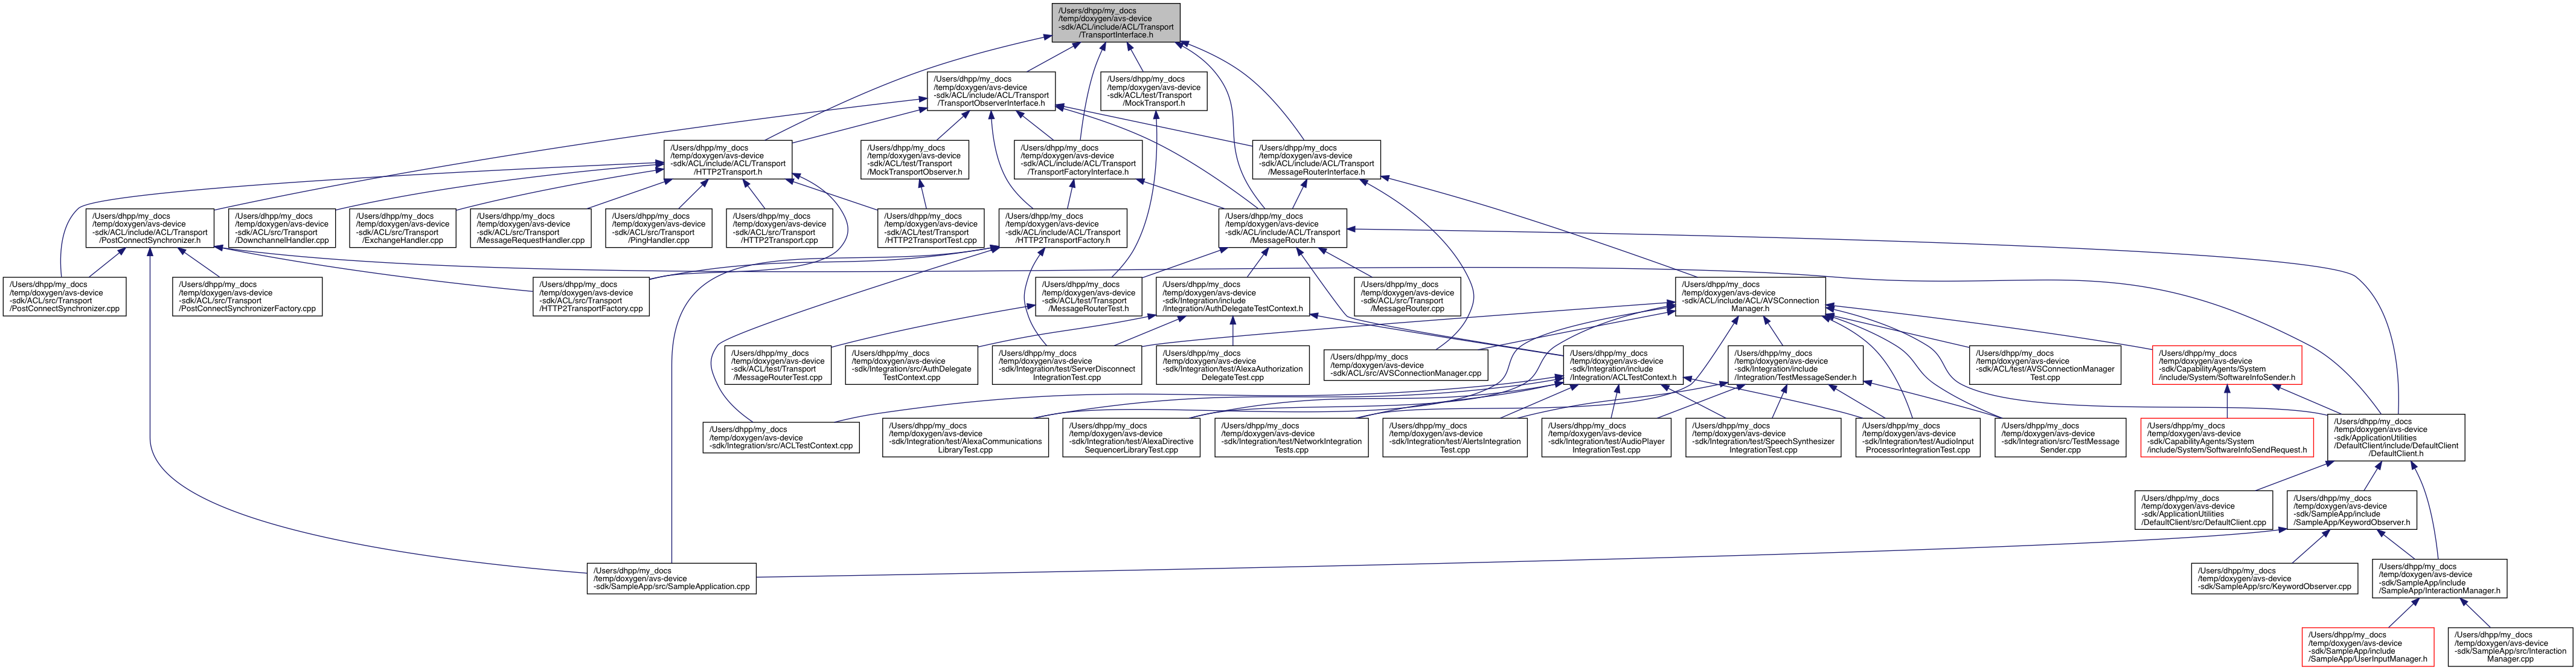 /Users/dhpp/my_docs
/temp/doxygen/avs-device
-sdk/ACL/include/ACL/Transport
/TransportInterface.h
/Users/dhpp/my_docs
/temp/doxygen/avs-device
-sdk/ACL/include/ACL/Transport
/TransportObserverInterface.h
/Users/dhpp/my_docs
/temp/doxygen/avs-device
-sdk/ACL/test/Transport
/MockTransport.h
/Users/dhpp/my_docs
/temp/doxygen/avs-device
-sdk/ACL/include/ACL/Transport
/HTTP2Transport.h
/Users/dhpp/my_docs
/temp/doxygen/avs-device
-sdk/ACL/test/Transport
/MockTransportObserver.h
/Users/dhpp/my_docs
/temp/doxygen/avs-device
-sdk/ACL/include/ACL/Transport
/TransportFactoryInterface.h
/Users/dhpp/my_docs
/temp/doxygen/avs-device
-sdk/ACL/include/ACL/Transport
/MessageRouterInterface.h
/Users/dhpp/my_docs
/temp/doxygen/avs-device
-sdk/ACL/include/ACL/Transport
/PostConnectSynchronizer.h
/Users/dhpp/my_docs
/temp/doxygen/avs-device
-sdk/ACL/src/Transport
/DownchannelHandler.cpp
/Users/dhpp/my_docs
/temp/doxygen/avs-device
-sdk/ACL/src/Transport
/ExchangeHandler.cpp
/Users/dhpp/my_docs
/temp/doxygen/avs-device
-sdk/ACL/src/Transport
/MessageRequestHandler.cpp
/Users/dhpp/my_docs
/temp/doxygen/avs-device
-sdk/ACL/src/Transport
/PingHandler.cpp
/Users/dhpp/my_docs
/temp/doxygen/avs-device
-sdk/ACL/src/Transport
/HTTP2Transport.cpp
/Users/dhpp/my_docs
/temp/doxygen/avs-device
-sdk/ACL/test/Transport
/HTTP2TransportTest.cpp
/Users/dhpp/my_docs
/temp/doxygen/avs-device
-sdk/ACL/include/ACL/Transport
/HTTP2TransportFactory.h
/Users/dhpp/my_docs
/temp/doxygen/avs-device
-sdk/ACL/include/ACL/Transport
/MessageRouter.h
/Users/dhpp/my_docs
/temp/doxygen/avs-device
-sdk/ACL/src/Transport
/PostConnectSynchronizer.cpp
/Users/dhpp/my_docs
/temp/doxygen/avs-device
-sdk/ACL/src/Transport
/PostConnectSynchronizerFactory.cpp
/Users/dhpp/my_docs
/temp/doxygen/avs-device
-sdk/ACL/src/Transport
/HTTP2TransportFactory.cpp
/Users/dhpp/my_docs
/temp/doxygen/avs-device
-sdk/ACL/test/Transport
/MessageRouterTest.h
/Users/dhpp/my_docs
/temp/doxygen/avs-device
-sdk/Integration/include
/Integration/AuthDelegateTestContext.h
/Users/dhpp/my_docs
/temp/doxygen/avs-device
-sdk/ACL/src/Transport
/MessageRouter.cpp
/Users/dhpp/my_docs
/temp/doxygen/avs-device
-sdk/ACL/include/ACL/AVSConnection
Manager.h
/Users/dhpp/my_docs
/temp/doxygen/avs-device
-sdk/ACL/test/Transport
/MessageRouterTest.cpp
/Users/dhpp/my_docs
/temp/doxygen/avs-device
-sdk/Integration/src/AuthDelegate
TestContext.cpp
/Users/dhpp/my_docs
/temp/doxygen/avs-device
-sdk/Integration/test/ServerDisconnect
IntegrationTest.cpp
/Users/dhpp/my_docs
/temp/doxygen/avs-device
-sdk/Integration/test/AlexaAuthorization
DelegateTest.cpp
/Users/dhpp/my_docs
/temp/doxygen/avs-device
-sdk/ACL/src/AVSConnectionManager.cpp
/Users/dhpp/my_docs
/temp/doxygen/avs-device
-sdk/Integration/include
/Integration/ACLTestContext.h
/Users/dhpp/my_docs
/temp/doxygen/avs-device
-sdk/Integration/include
/Integration/TestMessageSender.h
/Users/dhpp/my_docs
/temp/doxygen/avs-device
-sdk/ACL/test/AVSConnectionManager
Test.cpp
/Users/dhpp/my_docs
/temp/doxygen/avs-device
-sdk/CapabilityAgents/System
/include/System/SoftwareInfoSender.h
/Users/dhpp/my_docs
/temp/doxygen/avs-device
-sdk/Integration/src/ACLTestContext.cpp
/Users/dhpp/my_docs
/temp/doxygen/avs-device
-sdk/Integration/test/AlexaCommunications
LibraryTest.cpp
/Users/dhpp/my_docs
/temp/doxygen/avs-device
-sdk/Integration/test/AlexaDirective
SequencerLibraryTest.cpp
/Users/dhpp/my_docs
/temp/doxygen/avs-device
-sdk/Integration/test/NetworkIntegration
Tests.cpp
/Users/dhpp/my_docs
/temp/doxygen/avs-device
-sdk/Integration/test/AlertsIntegration
Test.cpp
/Users/dhpp/my_docs
/temp/doxygen/avs-device
-sdk/Integration/test/AudioPlayer
IntegrationTest.cpp
/Users/dhpp/my_docs
/temp/doxygen/avs-device
-sdk/Integration/test/SpeechSynthesizer
IntegrationTest.cpp
/Users/dhpp/my_docs
/temp/doxygen/avs-device
-sdk/Integration/test/AudioInput
ProcessorIntegrationTest.cpp
/Users/dhpp/my_docs
/temp/doxygen/avs-device
-sdk/Integration/src/TestMessage
Sender.cpp
/Users/dhpp/my_docs
/temp/doxygen/avs-device
-sdk/CapabilityAgents/System
/include/System/SoftwareInfoSendRequest.h
/Users/dhpp/my_docs
/temp/doxygen/avs-device
-sdk/ApplicationUtilities
/DefaultClient/include/DefaultClient
/DefaultClient.h
/Users/dhpp/my_docs
/temp/doxygen/avs-device
-sdk/ApplicationUtilities
/DefaultClient/src/DefaultClient.cpp
/Users/dhpp/my_docs
/temp/doxygen/avs-device
-sdk/SampleApp/include
/SampleApp/KeywordObserver.h
/Users/dhpp/my_docs
/temp/doxygen/avs-device
-sdk/SampleApp/src/SampleApplication.cpp
/Users/dhpp/my_docs
/temp/doxygen/avs-device
-sdk/SampleApp/src/KeywordObserver.cpp
/Users/dhpp/my_docs
/temp/doxygen/avs-device
-sdk/SampleApp/include
/SampleApp/InteractionManager.h
/Users/dhpp/my_docs
/temp/doxygen/avs-device
-sdk/SampleApp/include
/SampleApp/UserInputManager.h
/Users/dhpp/my_docs
/temp/doxygen/avs-device
-sdk/SampleApp/src/Interaction
Manager.cpp